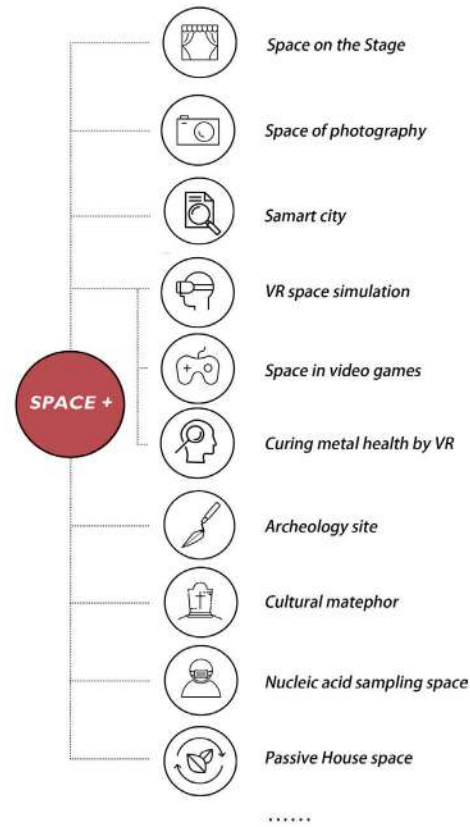 Space on the Stage
Space of photography
Samart city
VR space simulation
Space in video games
SPACE +
Curing metal health by VR
Archeology site
Cultural matephor
Nucleic acid sampling space
Passive House space
......